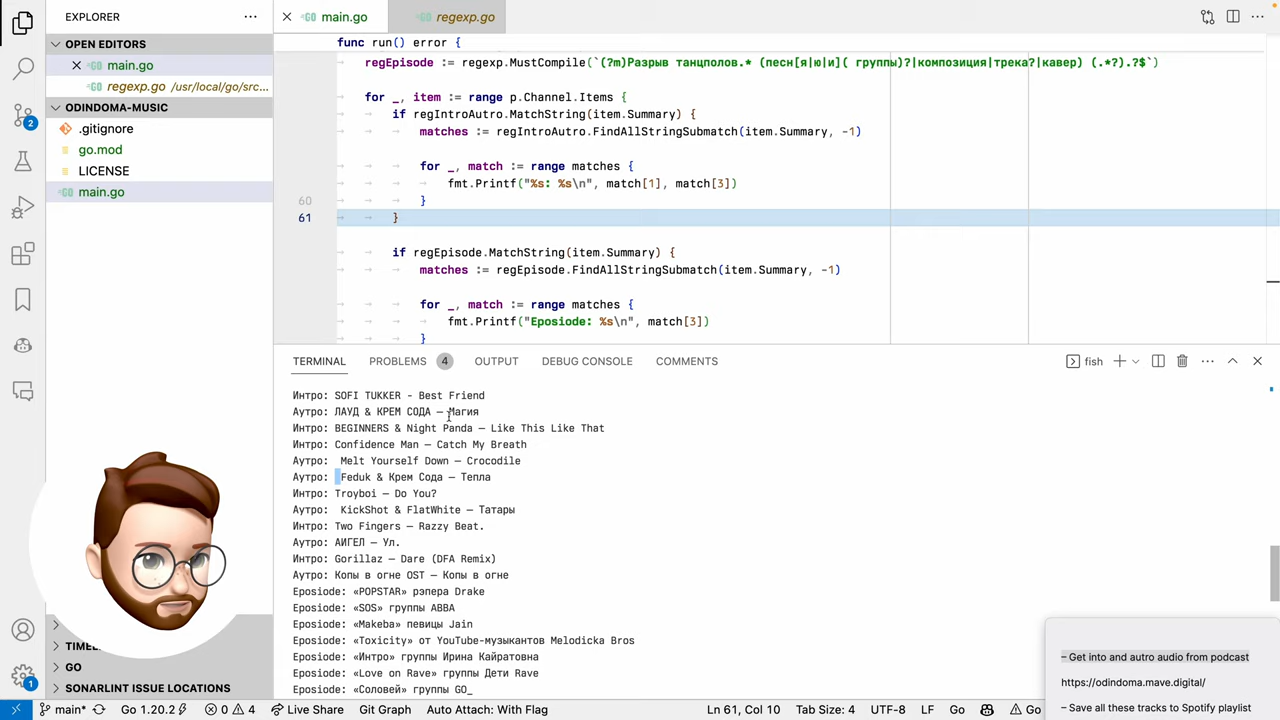 EXPLORER
OPEN EDITORS
main.go
regexp.go /usr/local/go/src...
ODINDOMA-MUSIC
.gitignore
go.mod
LICENSE
main.go
2
TIMEL
GO
SONARLINT ISSUE LOCATIONS
1
main.go
regexp.go
func run() error {
regEpisode := regexp.MustCompile(`(?m)Разрыв танцполов.* (песн[я|ю|и]( группы)?|композиция|трека?|кавер) (.*?).?$`)
for _, item := range p.Channel.Items {
if regIntroAutro.MatchString(item.Summary) {
matches := regIntroAutro.FindAllStringSubmatch(item.Summary, -1)
for _, match := range matches {
fmt.Printf("%s: %s\n", match[1], match[3])
60 }
61 }
if regEpisode.MatchString(item.Summary) {
matches := regEpisode.FindAllStringSubmatch(item.Summary, -1)
for _, match := range matches {
fmt.Printf("Eposiode: %s\n", match[3])
}
TERMINAL PROBLEMS 4 OUTPUT DEBUG CONSOLE COMMENTS
fish
Интро: SOFI TUKKER - Best Friend
Аутро: ЛАУД & КРЕМ СОДА — Магия
Интро: BEGINNERS & Night Panda — Like This Like That
Интро: Confidence Man — Catch My Breath
Аутро:  Melt Yourself Down — Crocodile
Аутро:  Feduk & Крем Сода — Тепла
Интро: Troyboi — Do You?
Аутро:  KickShot & FlatWhite — Татары
Интро: Two Fingers — Razzy Beat.
Аутро: АИГЕЛ — Ул.
Интро: Gorillaz — Dare (DFA Remix)
Аутро: Копы в огне OST — Копы в огне
Eposiode: «POPSTAR» рэпера Drake
Eposiode: «SOS» группы ABBA
Eposiode: «Makeba» певицы Jain
Eposiode: «Toxicity» от YouTube-музыкантов Melodicka Bros
Eposiode: «Интро» группы Ирина Кайратовна
Eposiode: «Love on Rave» группы Дети Rave
Eposiode: «Соловей» группы GO_
– Get into and autro audio from podcast
https://odindoma.mave.digital/
– Save all these tracks to Spotify playlist
main* Go 1.20.2 0 4 Live Share Git Graph Auto Attach: With Flag Ln 61, Col 10 Tab Size: 4 UTF-8 LF Go Go